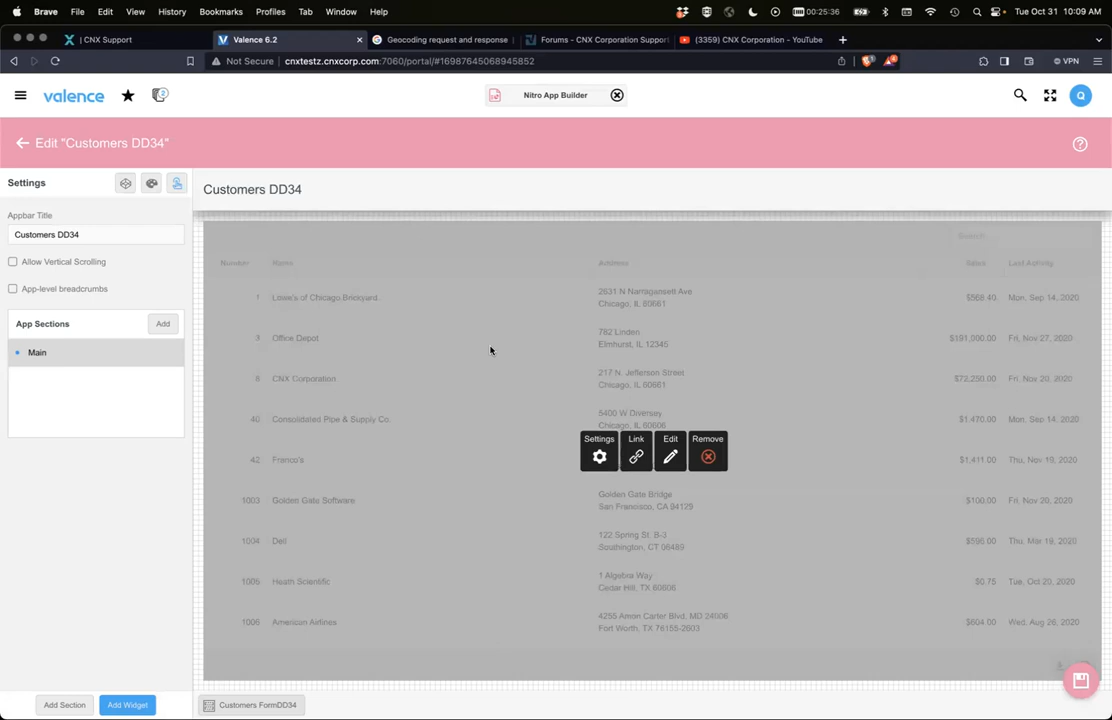 Brave File Edit View History Bookmarks Profiles Tab Window Help 00:25:36 Tue Oct 31 10:09 AM
| CNX Support Valence 6.2 Geocoding request and response Forums - CNX Corporation Support (3359) CNX Corporation - YouTube
Not Secure cnxtestz.cnxcorp.com:7060/portal/#16987645068945852 VPN
valence 2 Nitro App Builder Q
Edit "Customers DD34"
Settings
Customers DD34
Appbar Title
Customers DD34
Allow Vertical Scrolling
App-level breadcrumbs
App Sections Add
Main
Search
Number Name Address Sales Last Activity
1 Lowe's of Chicago Brickyard 2631 N Narragansett Ave $568.40 Mon, Sep 14, 2020
Chicago, IL 60661
3 Office Depot 782 Linden $191,000.00 Fri, Nov 27, 2020
Elmhurst, IL 12345
8 CNX Corporation 217 N. Jefferson Street $72,250.00 Fri, Nov 20, 2020
Chicago, IL 60661
40 Consolidated Pipe & Supply Co. 5400 W Diversey $1,470.00 Mon, Sep 14, 2020
Chicago, IL 60606
Settings Link Edit Remove
42 Franco's $1,411.00 Thu, Nov 19, 2020
1003 Golden Gate Software Golden Gate Bridge $100.00 Fri, Nov 20, 2020
San Francisco, CA 94129
1004 Dell 122 Spring St. B-3 $596.00 Thu, Mar 19, 2020
Southington, CT 06489
1005 Heath Scientific 1 Algebra Way $0.75 Tue, Oct 20, 2020
Cedar Hill, TX 60606
1006 American Airlines 4255 Amon Carter Blvd, MD 24006 $604.00 Wed, Aug 26, 2020
Fort Worth, TX 76155-2603
Add Section Add Widget Customers FormDD34